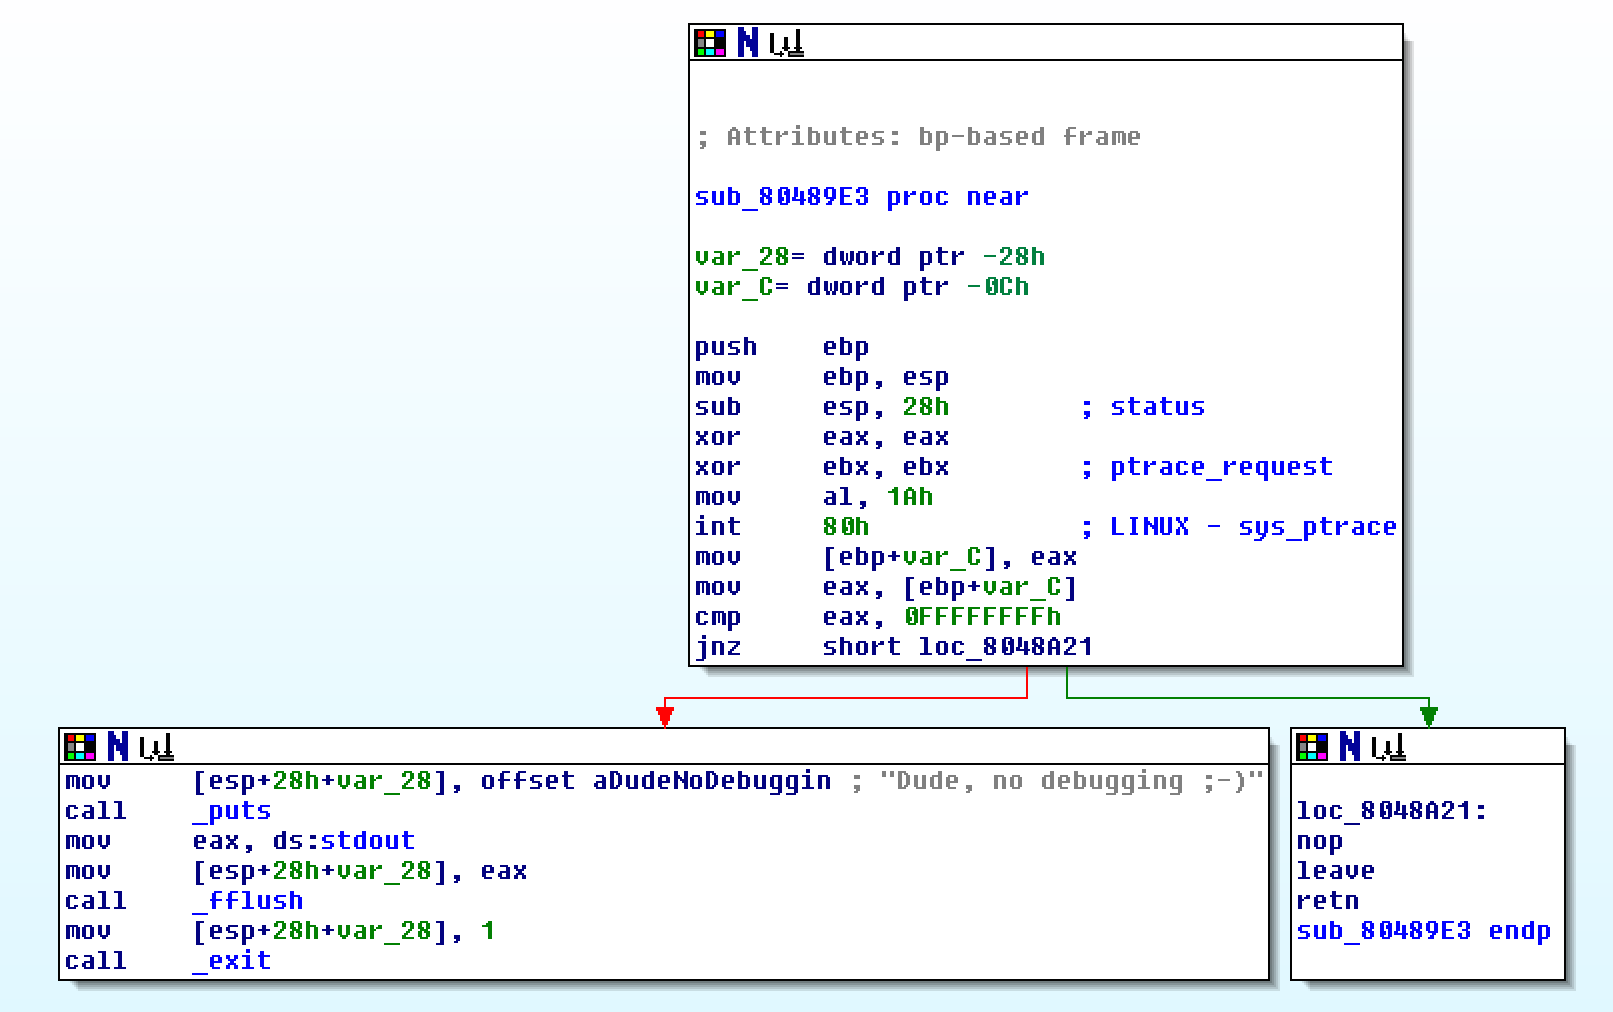 ; Attributes: bp-based frame
sub_80489E3 proc near
var_28= dword ptr -28h
var_C= dword ptr -0Ch
push    ebp
mov     ebp, esp
sub     esp, 28h        ; status
xor     eax, eax
xor     ebx, ebx        ; ptrace_request
mov     al, 1Ah
int     80h             ; LINUX - sys_ptrace
mov     [ebp+var_C], eax
mov     eax, [ebp+var_C]
cmp     eax, 0FFFFFFFFh
jnz     short loc_8048A21
mov     [esp+28h+var_28], offset aDudeNoDebuggin ; "Dude, no debugging ;-)"
call    _puts
mov     eax, ds:stdout
mov     [esp+28h+var_28], eax
call    _fflush
mov     [esp+28h+var_28], 1
call    _exit
loc_8048A21:
nop
leave
retn
sub_80489E3 endp